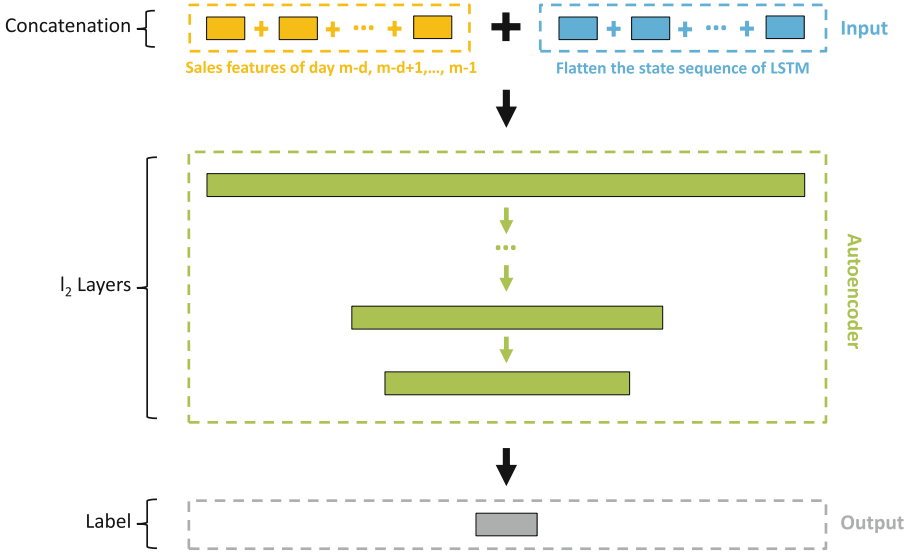 Concatenation
Input
Sales features of day m-d, m-d+1,..., m-1
Flatten the state sequence of LSTM
l₂ Layers
Autoencoder
Label
Output